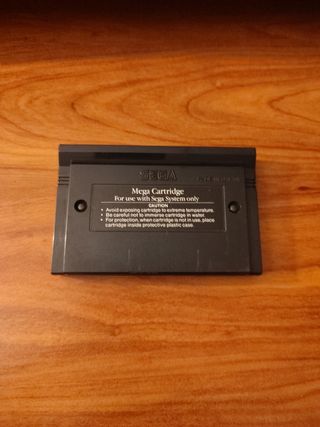 SEGA
Mega Cartridge
For use with Sega System only
CAUTION
• Avoid exposing cartridge to extreme temperature.
• Be careful not to immerse cartridge in water.
• For protection, when cartridge is not in use, place
cartridge inside protective plastic case.